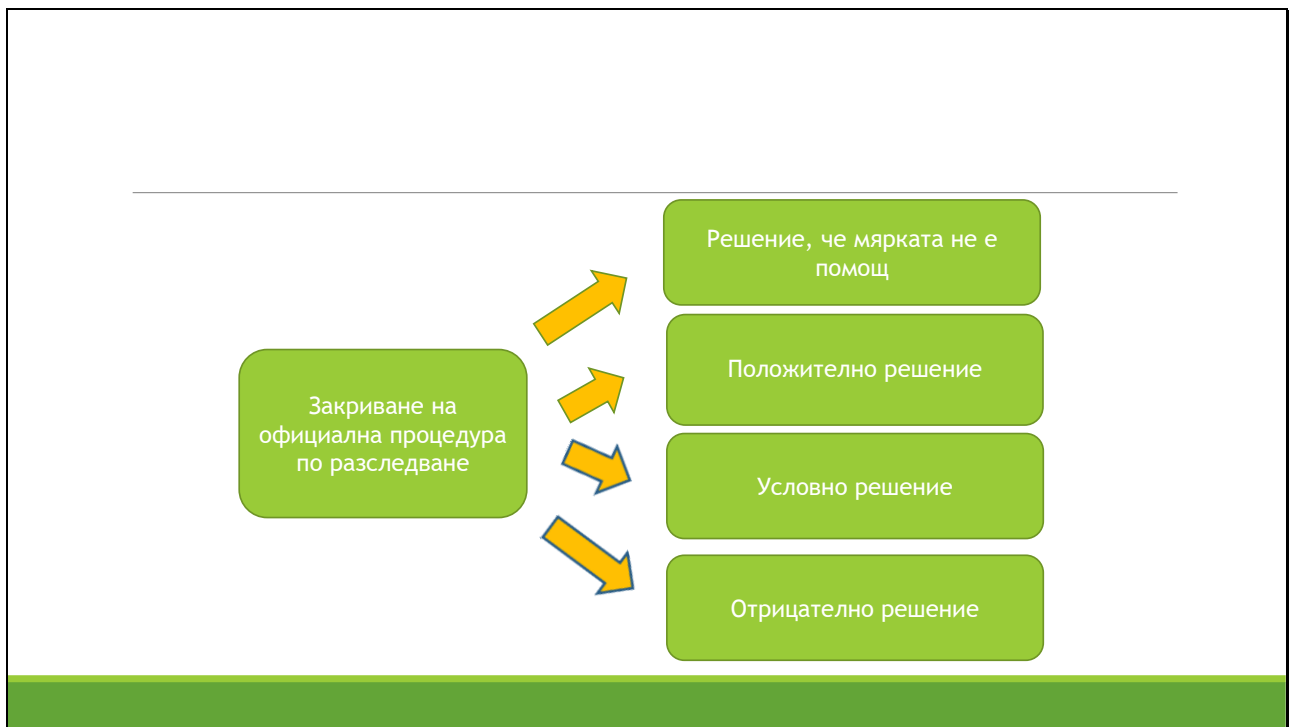 Решение, че мярката не е
помощ
Положително решение
Закриване на
официална процедура
по разследване
Условно решение
Отрицателно решение